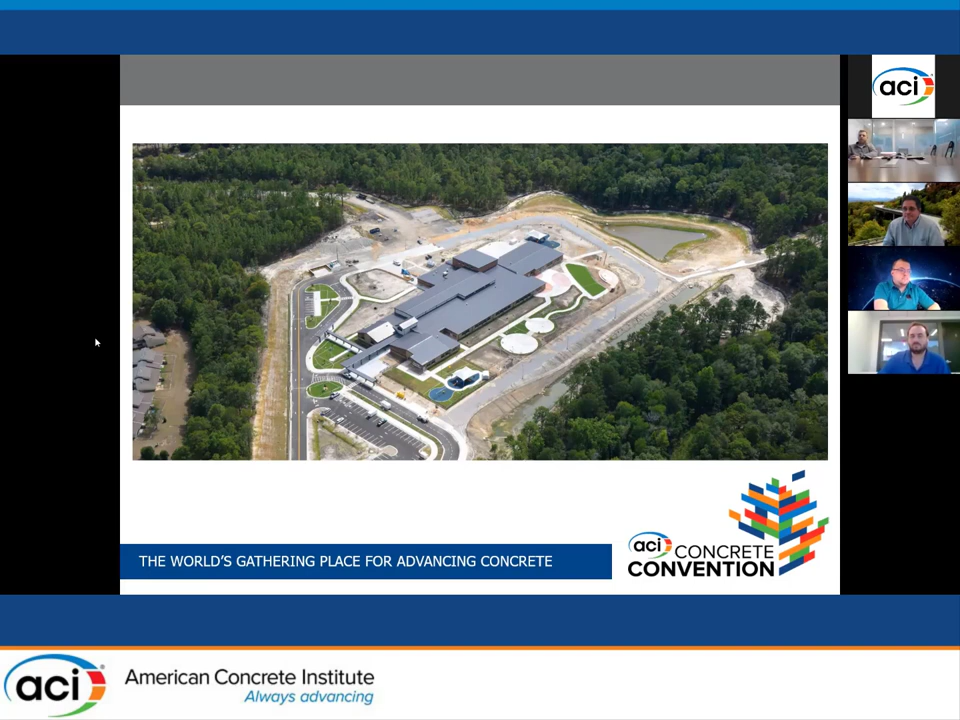 aci
THE WORLD'S GATHERING PLACE FOR ADVANCING CONCRETE
aci CONCRETE
CONVENTION
aci
American Concrete Institute
Always advancing